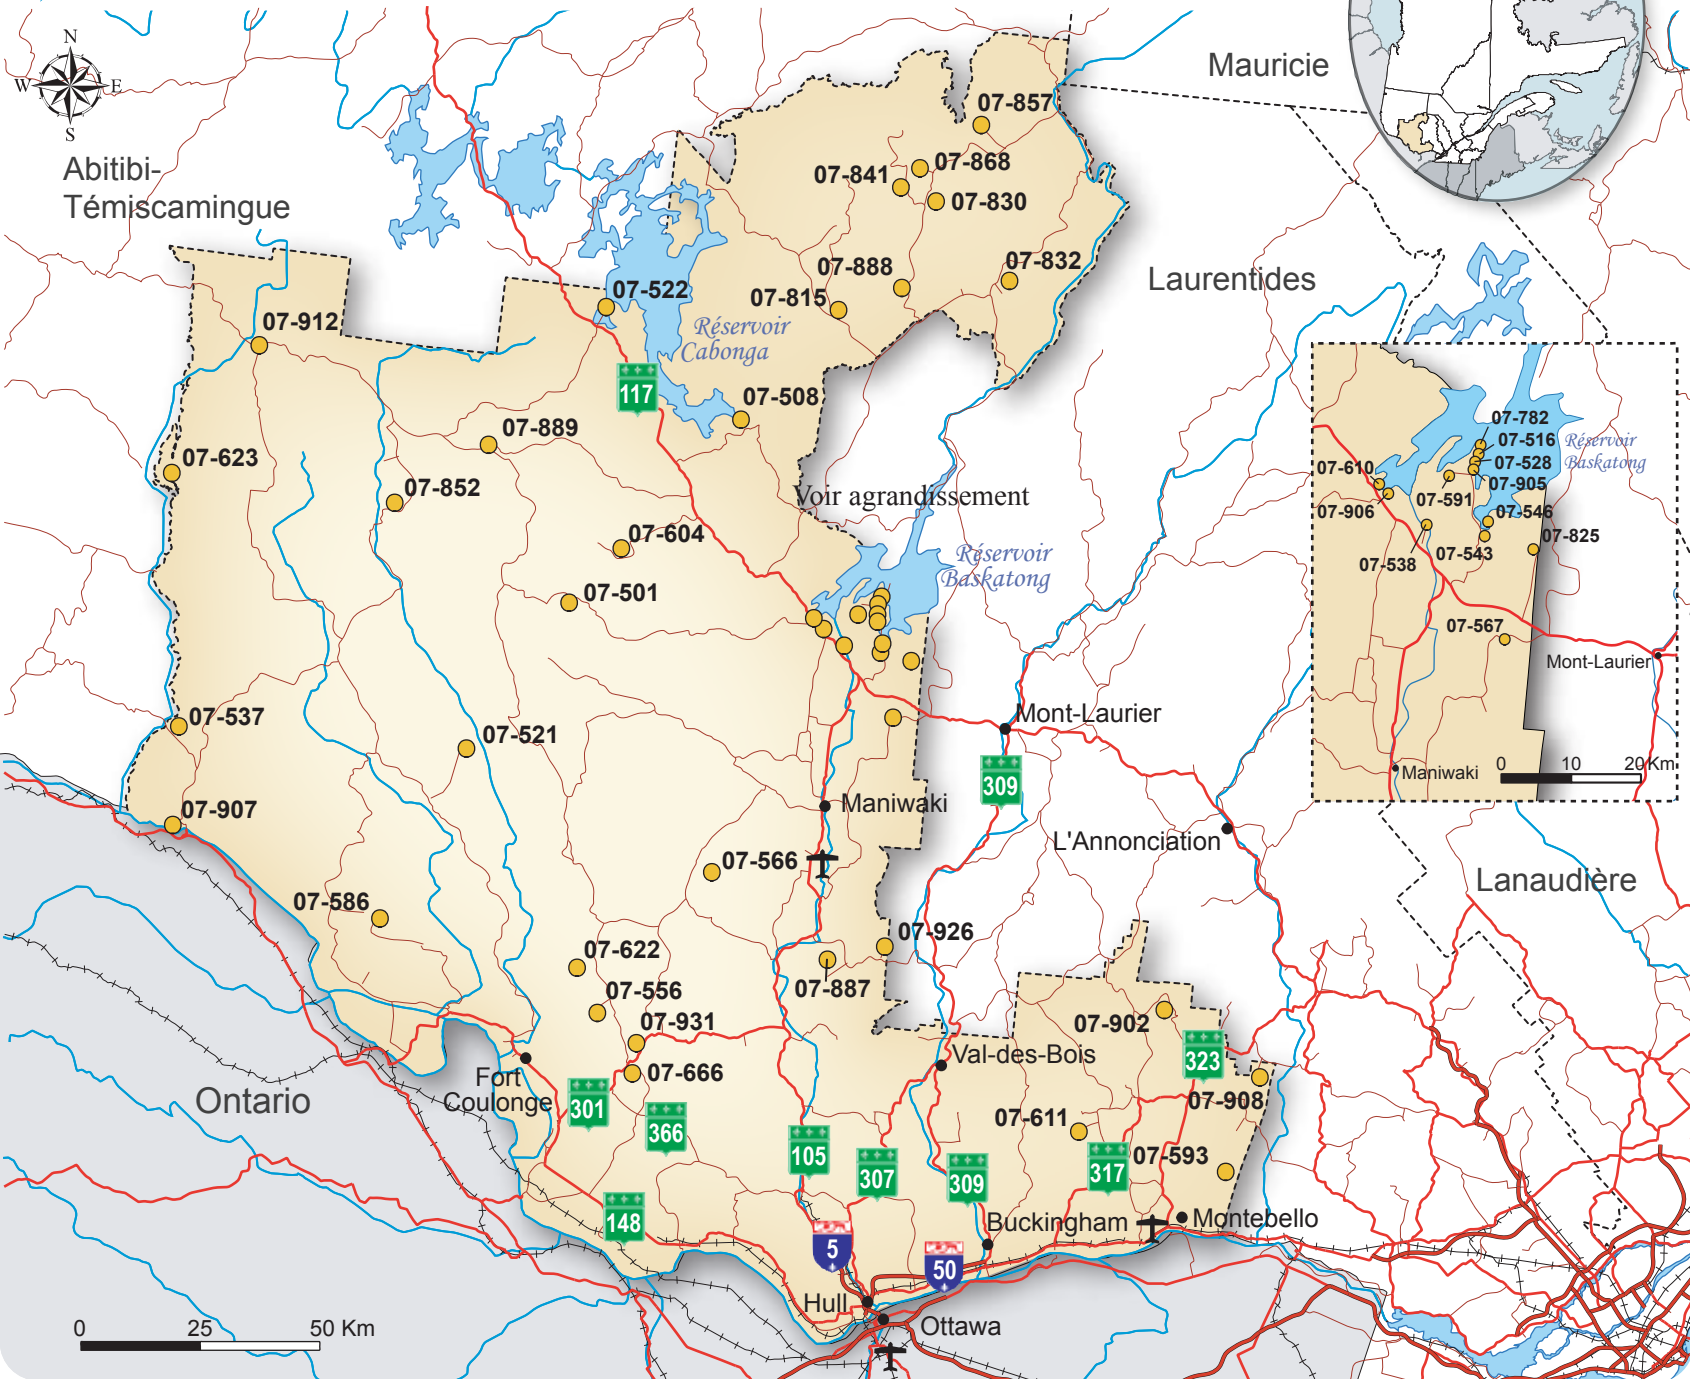 N
W
E
S
Mauricie
Abitibi-
Témiscamingue
Laurentides
Lanaudière
Ontario
07-857
07-868
07-841
07-830
07-832
07-888
07-815
07-522
Réservoir
Cabonga
07-912
117
07-508
07-889
07-623
07-852
Voir agrandissement
07-604
Réservoir
Baskatong
07-501
07-537
07-521
Mont-Laurier
309
07-907
Maniwaki
L'Annonciation
07-566
07-586
07-926
07-622
07-887
07-556
07-931
07-902
07-666
Val-des-Bois
323
Fort
Coulonge
301
366
07-908
07-611
105
307
309
317
07-593
148
Buckingham
Montebello
5
50
Hull
Ottawa
0 25 50 Km
07-782
07-516
Réservoir
Baskatong
07-528
07-610
07-905
07-591
07-906
07-546
07-825
07-543
07-538
07-567
Mont-Laurier
Maniwaki
0 10 20 Km